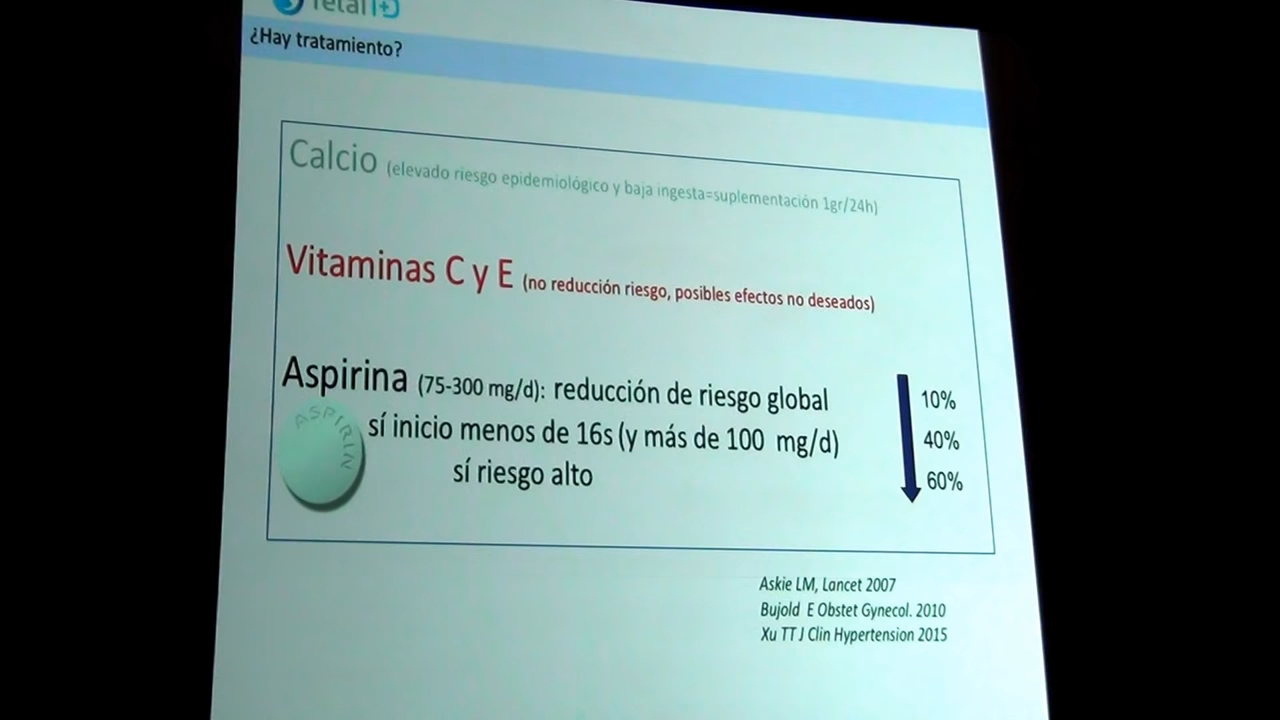 fetal I+D
¿Hay tratamiento?
Calcio (elevado riesgo epidemiológico y baja ingesta=suplementación 1gr/24h)
Vitaminas C y E (no reducción riesgo, posibles efectos no deseados)
Aspirina (75-300 mg/d): reducción de riesgo global 10%
ASPIRIN
sí inicio menos de 16s (y más de 100 mg/d) 40%
sí riesgo alto 60%
Askie LM, Lancet 2007
Bujold E Obstet Gynecol. 2010
Xu TT J Clin Hypertension 2015